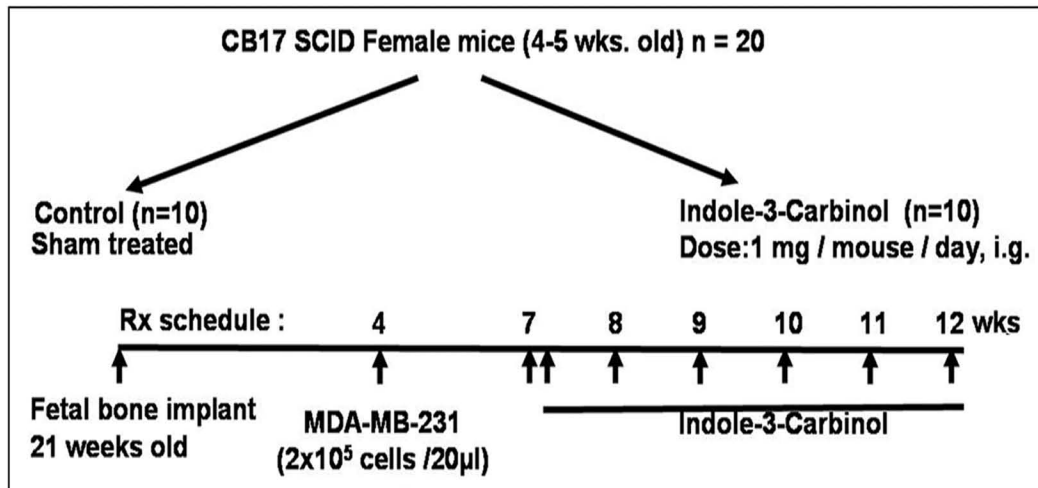 CB17 SCID Female mice (4-5 wks. old) n = 20
Control (n=10)
Sham treated
Indole-3-Carbinol (n=10)
Dose:1 mg / mouse / day, i.g.
Rx schedule : 4 7 8 9 10 11 12 wks
Fetal bone implant
21 weeks old
MDA-MB-231
(2x10⁵ cells /20µl)
Indole-3-Carbinol